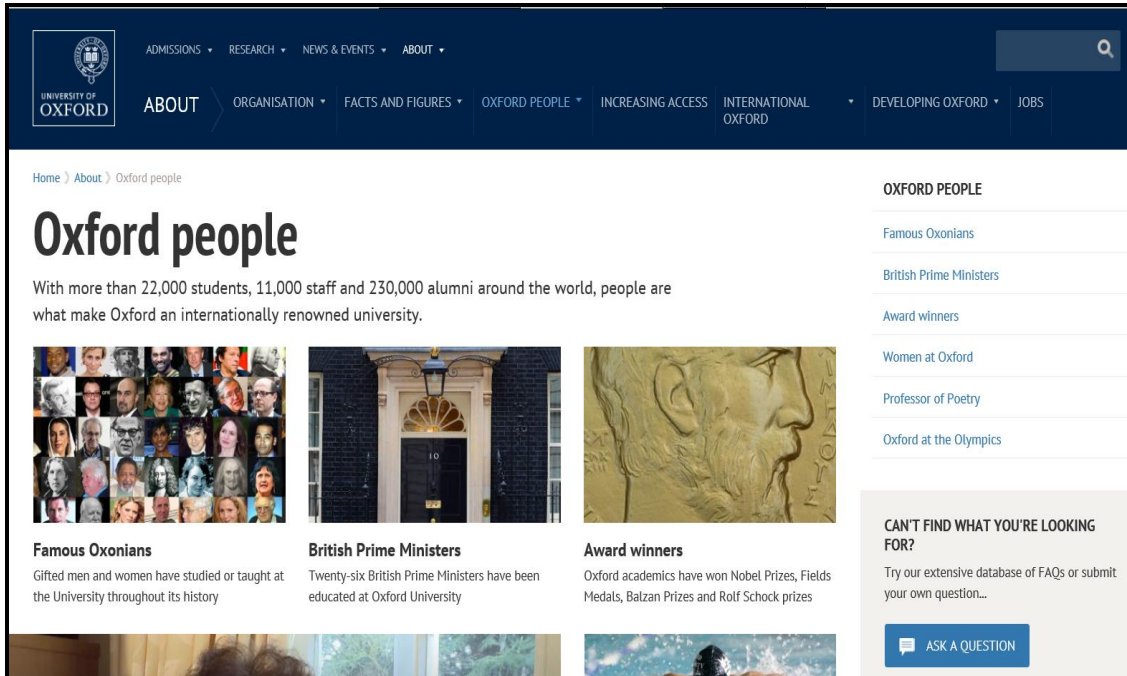 UNIVERSITY OF
OXFORD
ADMISSIONS ▾ RESEARCH ▾ NEWS & EVENTS ▾ ABOUT ▾
ABOUT
ORGANISATION ▾ FACTS AND FIGURES ▾ OXFORD PEOPLE ▾ INCREASING ACCESS INTERNATIONAL OXFORD ▾ DEVELOPING OXFORD ▾ JOBS
Home 》 About 》 Oxford people
Oxford people
With more than 22,000 students, 11,000 staff and 230,000 alumni around the world, people are
what make Oxford an internationally renowned university.
10
Famous Oxonians
Gifted men and women have studied or taught at
the University throughout its history
British Prime Ministers
Twenty-six British Prime Ministers have been
educated at Oxford University
Award winners
Oxford academics have won Nobel Prizes, Fields
Medals, Balzan Prizes and Rolf Schock prizes
OXFORD PEOPLE
Famous Oxonians
British Prime Ministers
Award winners
Women at Oxford
Professor of Poetry
Oxford at the Olympics
CAN'T FIND WHAT YOU'RE LOOKING
FOR?
Try our extensive database of FAQs or submit
your own question...
ASK A QUESTION